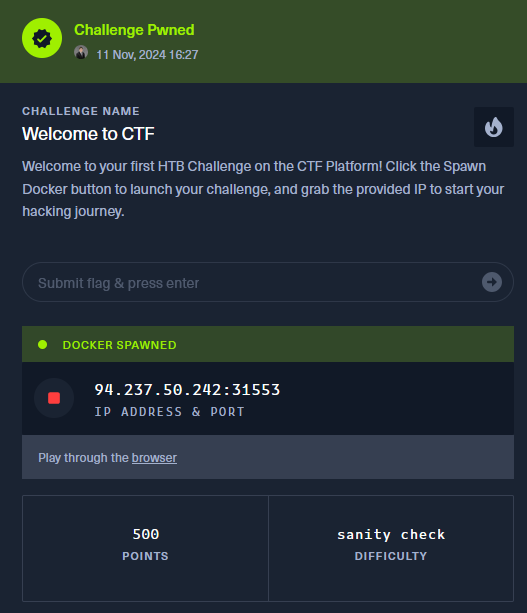 Challenge Pwned
11 Nov, 2024 16:27
CHALLENGE NAME
Welcome to CTF
Welcome to your first HTB Challenge on the CTF Platform! Click the Spawn
Docker button to launch your challenge, and grab the provided IP to start your
hacking journey.
Submit flag & press enter
DOCKER SPAWNED
94.237.50.242:31553
IP ADDRESS & PORT
Play through the browser
500
POINTS
sanity check
DIFFICULTY